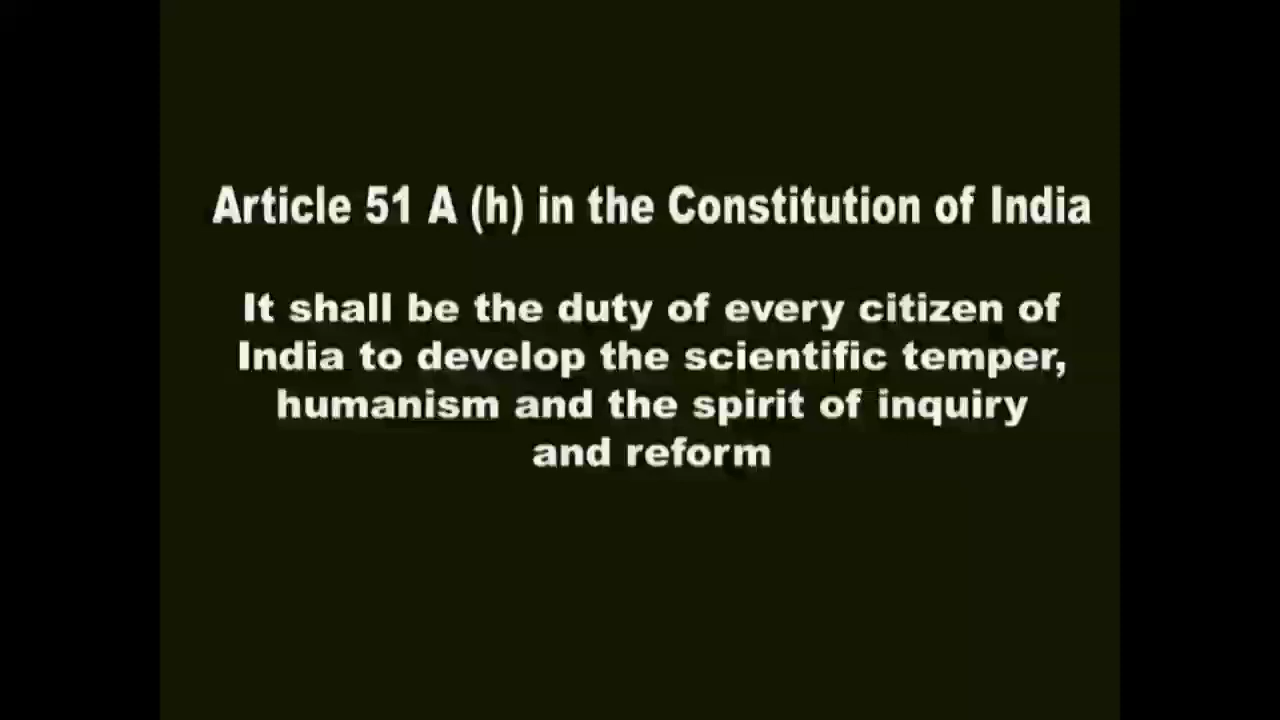 Article 51 A (h) in the Constitution of India
It shall be the duty of every citizen of
India to develop the scientific temper,
humanism and the spirit of inquiry
and reform